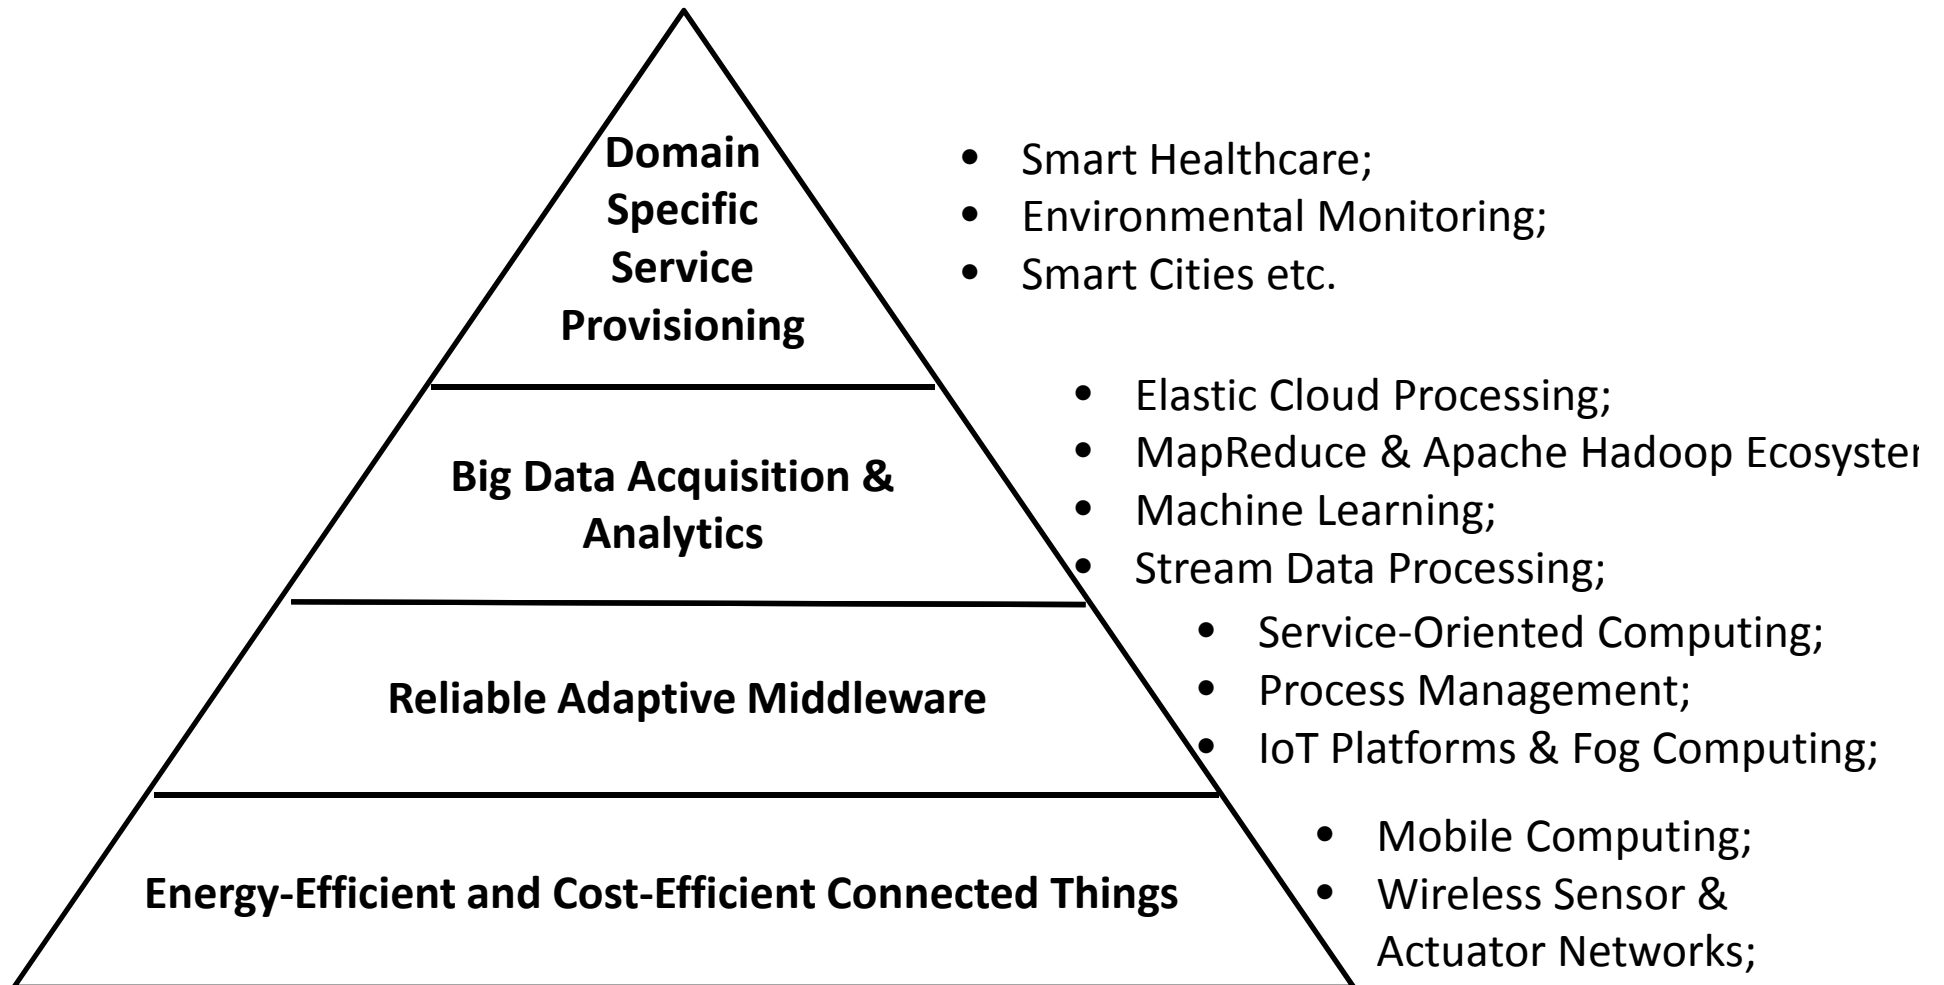 Domain
Specific
Service
Provisioning
• Smart Healthcare;
• Environmental Monitoring;
• Smart Cities etc.
Big Data Acquisition &
Analytics
• Elastic Cloud Processing;
• MapReduce & Apache Hadoop
• Machine Learning;
• Stream Data Processing;
Reliable Adaptive Middleware
• Service-Oriented Computing;
• Process Management;
• IoT Platforms & Fog Computing;
Energy-Efficient and Cost-Efficient Connected Things
• Mobile Computing;
• Wireless Sensor &
Actuator Networks;